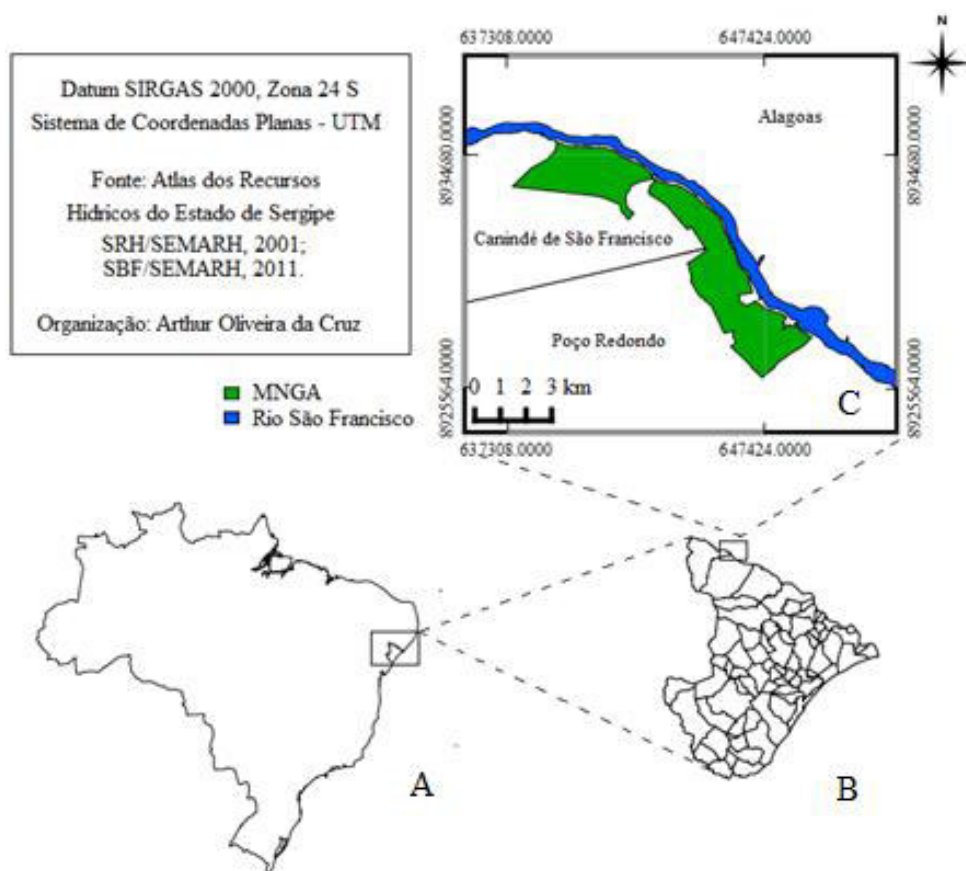 Datum SIRGAS 2000, Zona 24 S
Sistema de Coordenadas Planas - UTM
Fonte: Atlas dos Recursos
Hídricos do Estado de Sergipe
SRH/SEMARH, 2001;
SBF/SEMARH, 2011.
Organização: Arthur Oliveira da Cruz
MNGA
Rio São Francisco
637308.0000
647424.0000
N
8934680.0000
8934680.0000
Alagoas
Canindé de São Francisco
Poço Redondo
0 1 2 3 km
C
8925564.0000
8925564.0000
637308.0000
647424.0000
A
B